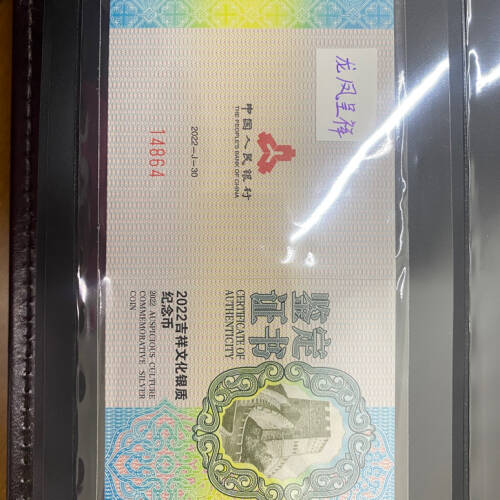 龙凤呈祥
中国人民银行
THE PEOPLE'S BANK OF CHINA
2022-J-30
14864
鉴定
证书
CERTIFICATE OF
AUTHENTICITY
2022吉祥文化银质
纪念币
2022 AUSPICIOUS CULTURE
COMMEMORATIVE SILVER
COIN